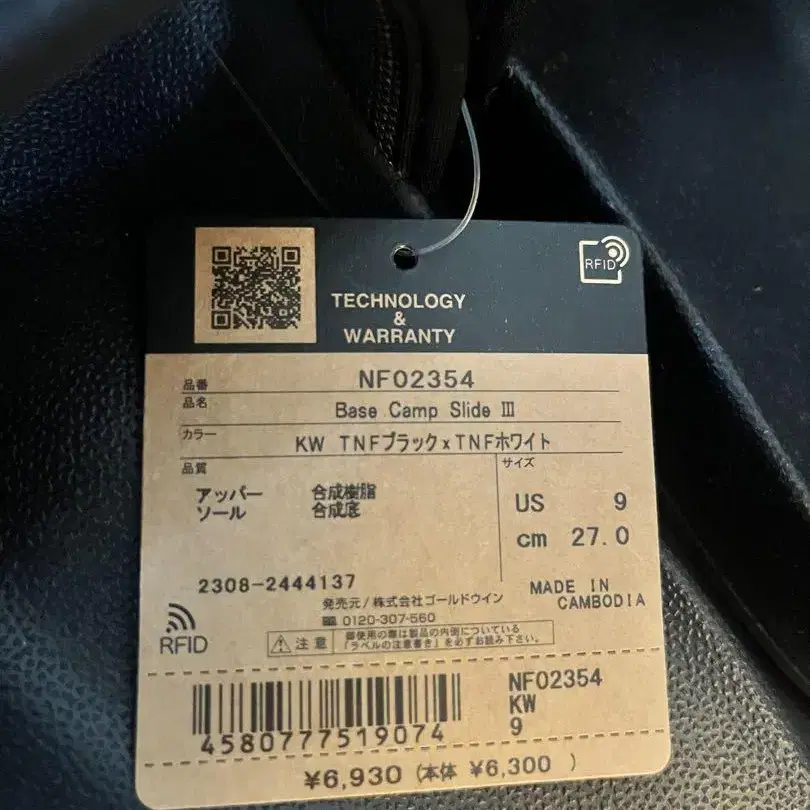 RFID
TECHNOLOGY
&
WARRANTY
品番 NF02354
品名 Base Camp Slide Ⅲ
カラー KW TNFブラックxTNFホワイト
品質
アッパー 合成樹脂
ソール 合成底
サイズ
US 9
cm 27.0
2308-2444137
MADE IN
CAMBODIA
発売元/株式会社ゴールドウイン
0120-307-560
RFID
注意 御使用の際は製品の内側についている
「ラベルの注意書き」を必ずお読み下さい。
4580777519074
NF02354
KW
9
¥6,930 (本体 ¥6,300 )